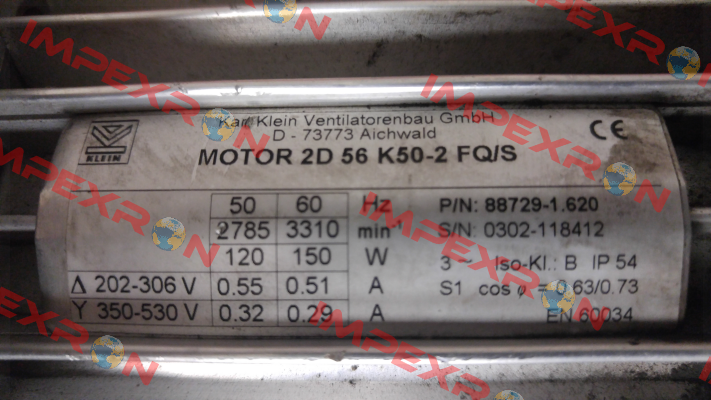 IMPEXRON
Karl Klein Ventilatorenbau GmbH
D - 73773 Aichwald
KLEIN
CE
MOTOR 2D 56 K50-2 FQ/S
50 60 Hz P/N: 88729-1.620
2785 3310 min⁻¹ S/N: 0302-118412
120 150 W 3 ~ Iso-Kl.: B IP 54
Δ 202-306 V 0.55 0.51 A S1 cos φ = 0.63/0.73
Y 350-530 V 0.32 0.29 A EN 60034